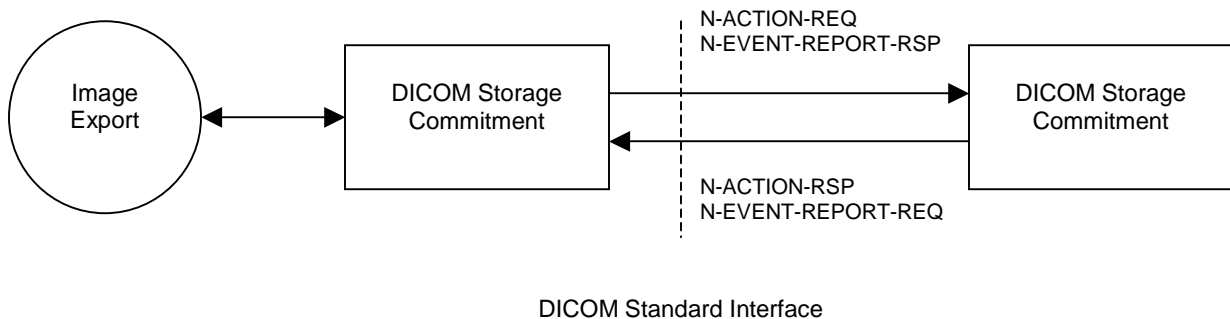 N-ACTION-REQ
N-EVENT-REPORT-RSP
Image
Export
DICOM Storage
Commitment
DICOM Storage
Commitment
N-ACTION-RSP
N-EVENT-REPORT-REQ
DICOM Standard Interface